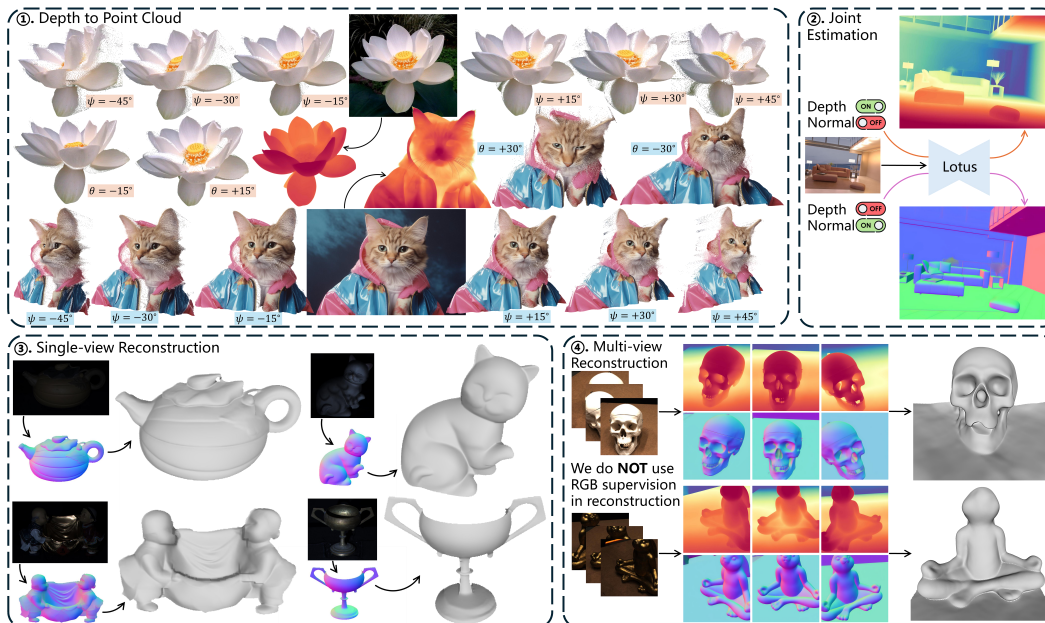 ①. Depth to Point Cloud
ψ = −45°
ψ = −30°
ψ = −15°
ψ = +15°
ψ = +30°
ψ = +45°
θ = −15°
θ = +15°
θ = +30°
θ = −30°
ψ = −45°
ψ = −30°
ψ = −15°
ψ = +15°
ψ = +30°
ψ = +45°
②. Joint
Estimation
Depth ON
Normal OFF
Lotus
Depth OFF
Normal ON
③. Single-view Reconstruction
④. Multi-view
Reconstruction
We do NOT use
RGB supervision
in reconstruction